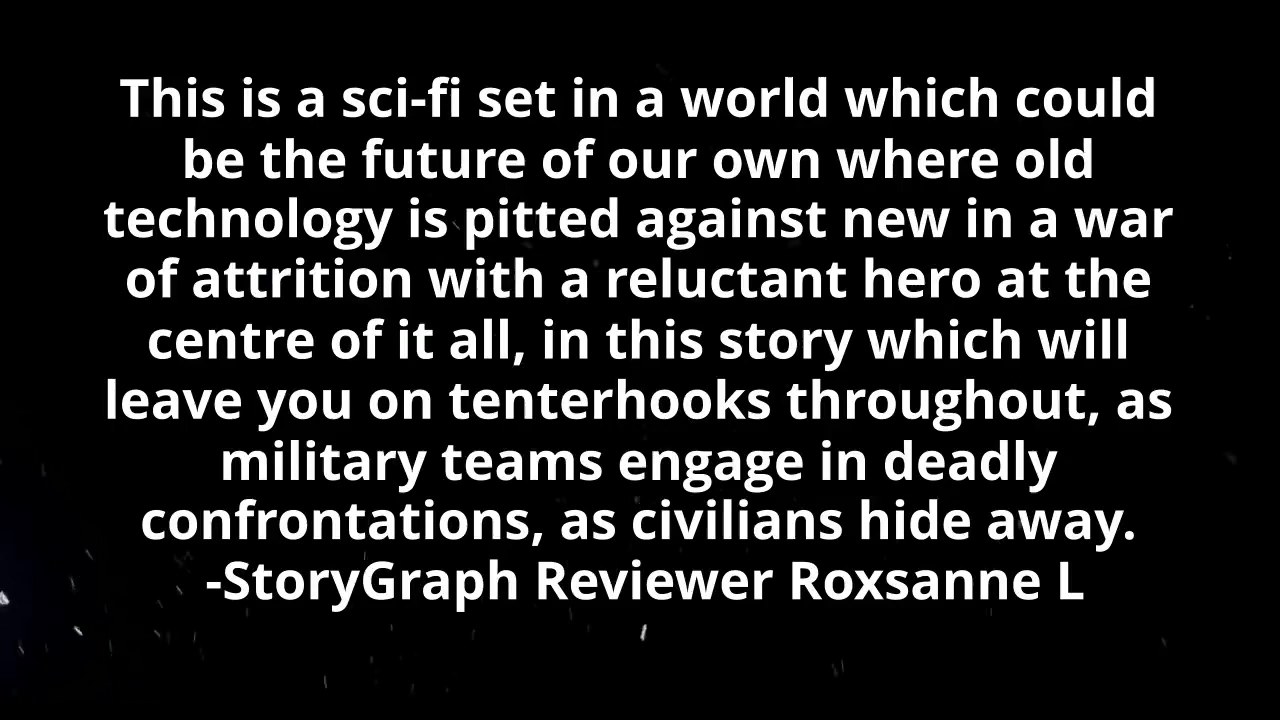 This is a sci-fi set in a world which could
be the future of our own where old
technology is pitted against new in a war
of attrition with a reluctant hero at the
centre of it all, in this story which will
leave you on tenterhooks throughout, as
military teams engage in deadly
confrontations, as civilians hide away.
-StoryGraph Reviewer Roxsanne L